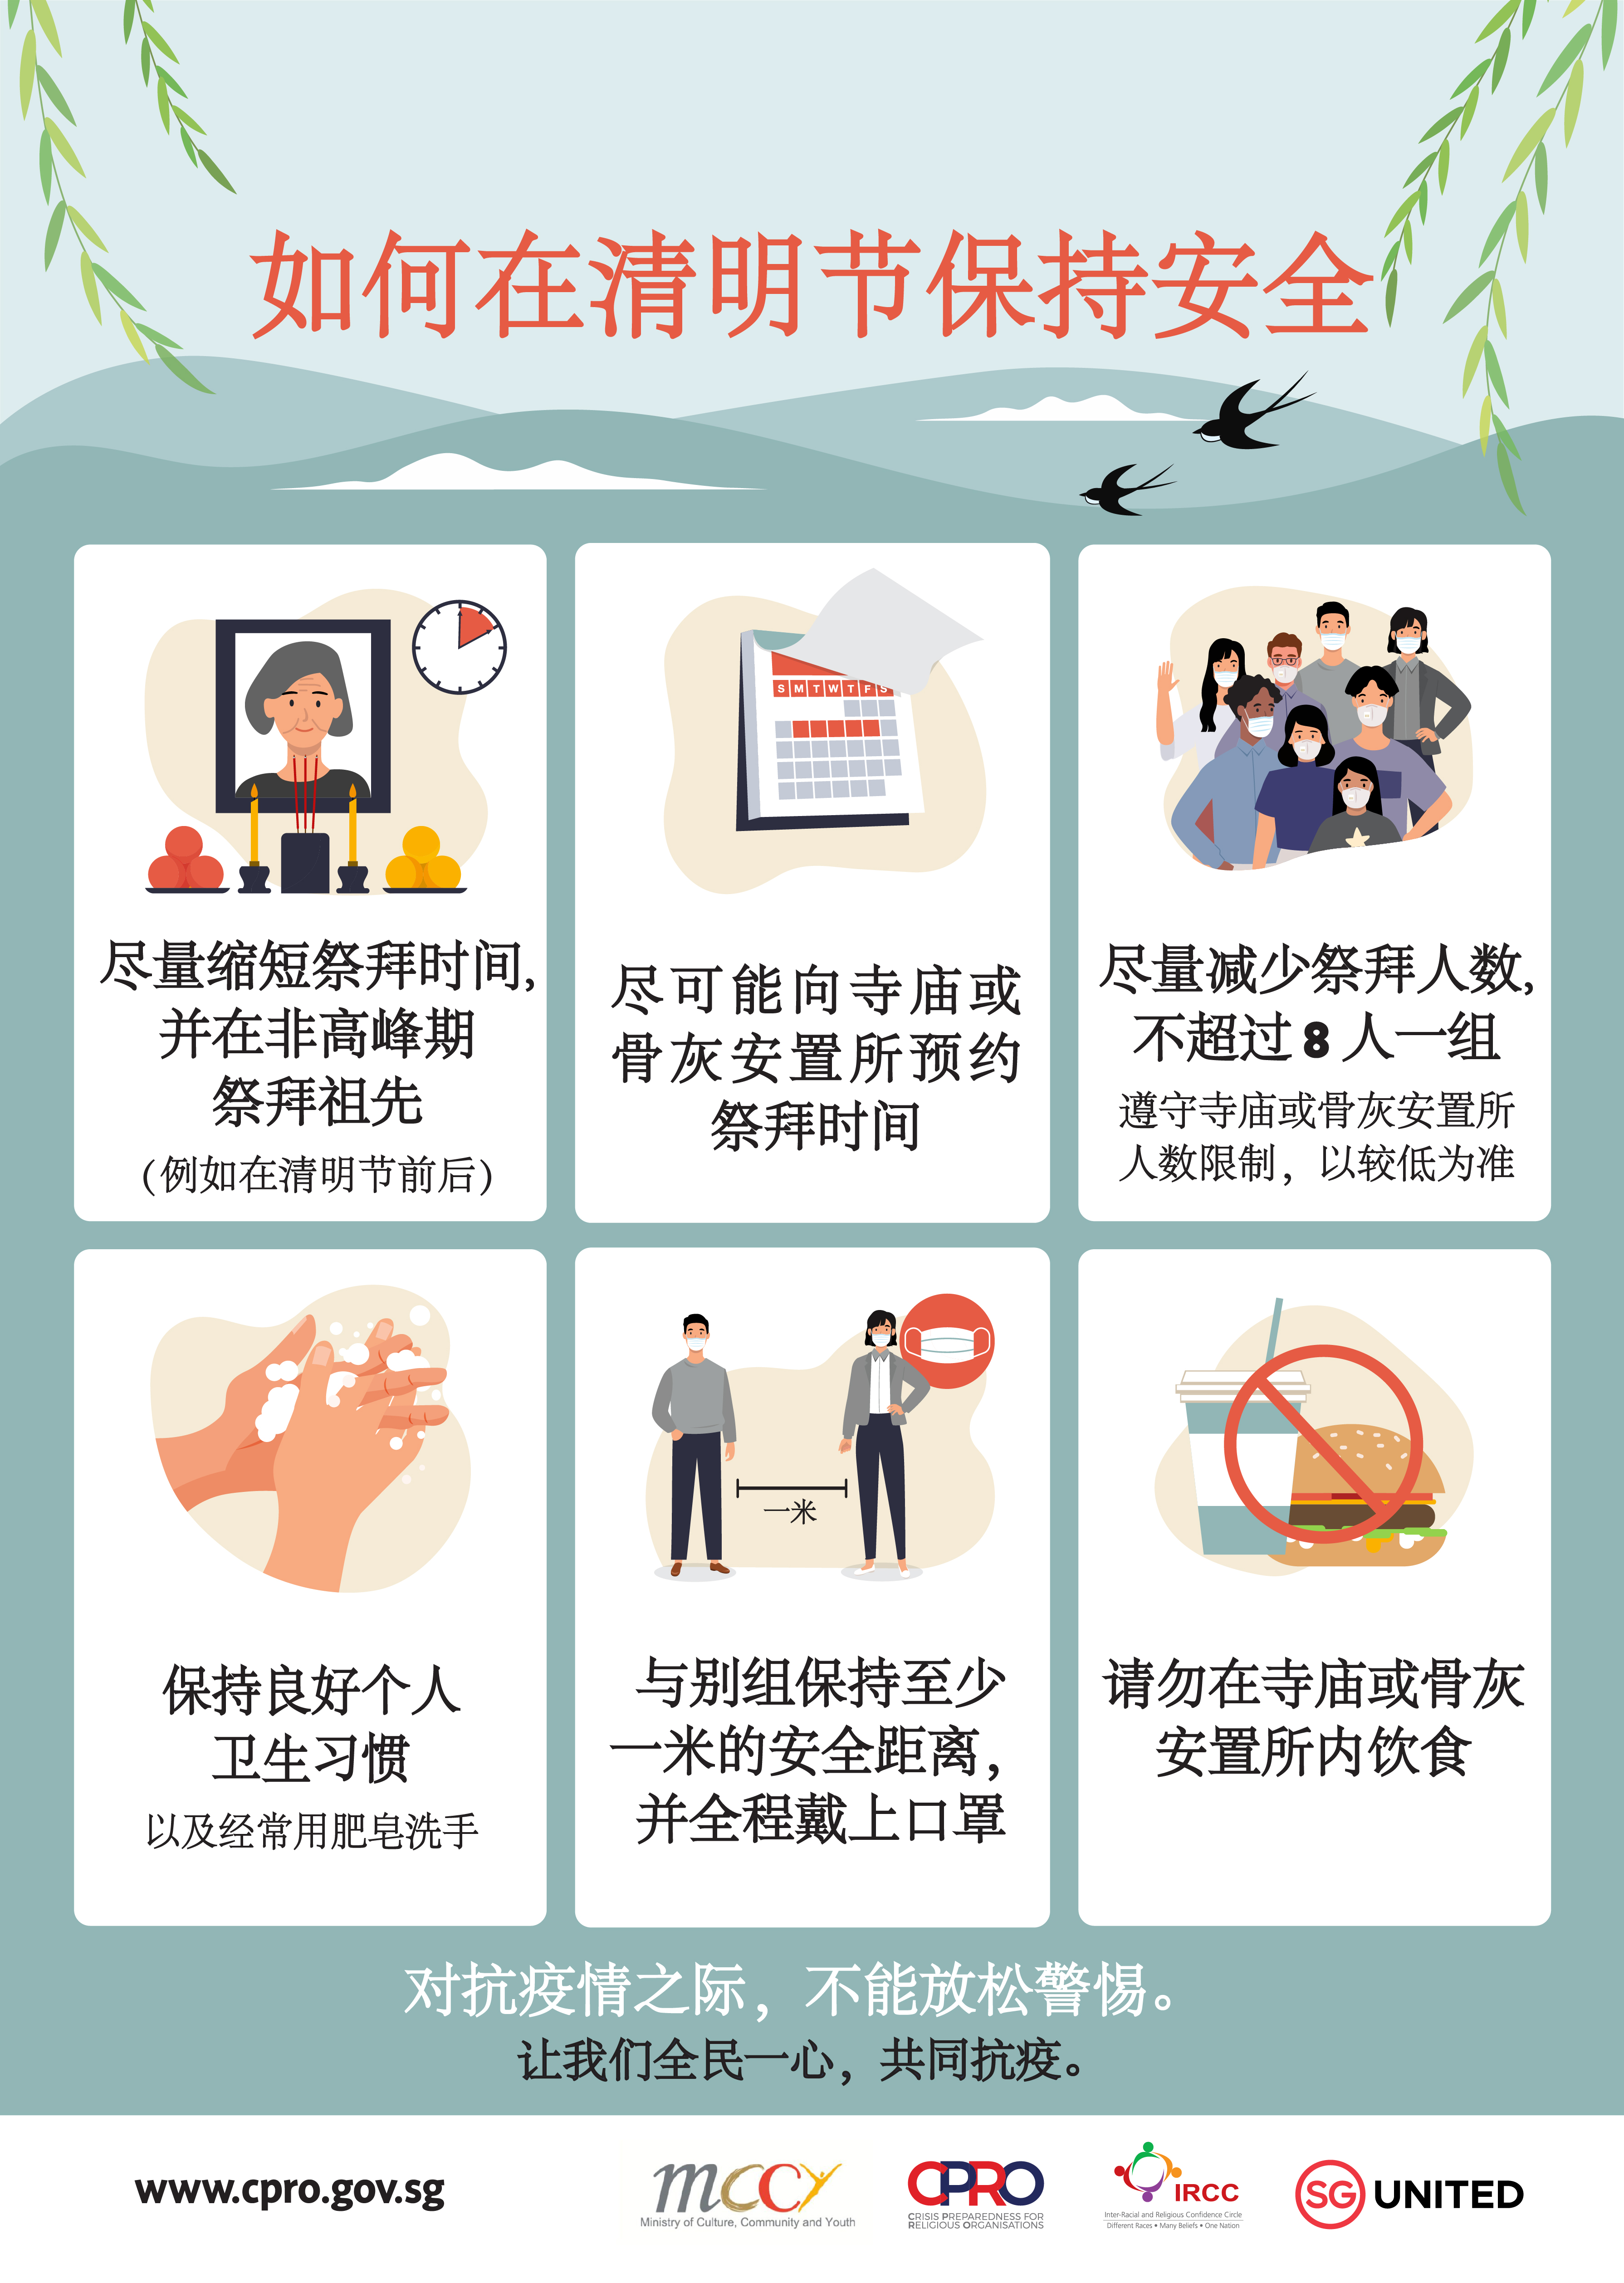 如何在清明节保持安全
S M T W T F S
尽量缩短祭拜时间,
并在非高峰期
祭拜祖先
(例如在清明节前后)
尽可能向寺庙或
骨灰安置所预约
祭拜时间
尽量减少祭拜人数,
不超过 8 人一组
遵守寺庙或骨灰安置所
人数限制，以较低为准
保持良好个人
卫生习惯
以及经常用肥皂洗手
一米
与别组保持至少
一米的安全距离，
并全程戴上口罩
请勿在寺庙或骨灰
安置所内饮食
对抗疫情之际，不能放松警惕。
让我们全民一心，共同抗疫。
www.cpro.gov.sg
mccy
Ministry of Culture, Community and Youth
CPRO
CRISIS PREPAREDNESS FOR
RELIGIOUS ORGANISATIONS
IRCC
Inter-Racial and Religious Confidence Circle
Different Races • Many Beliefs • One Nation
SG UNITED